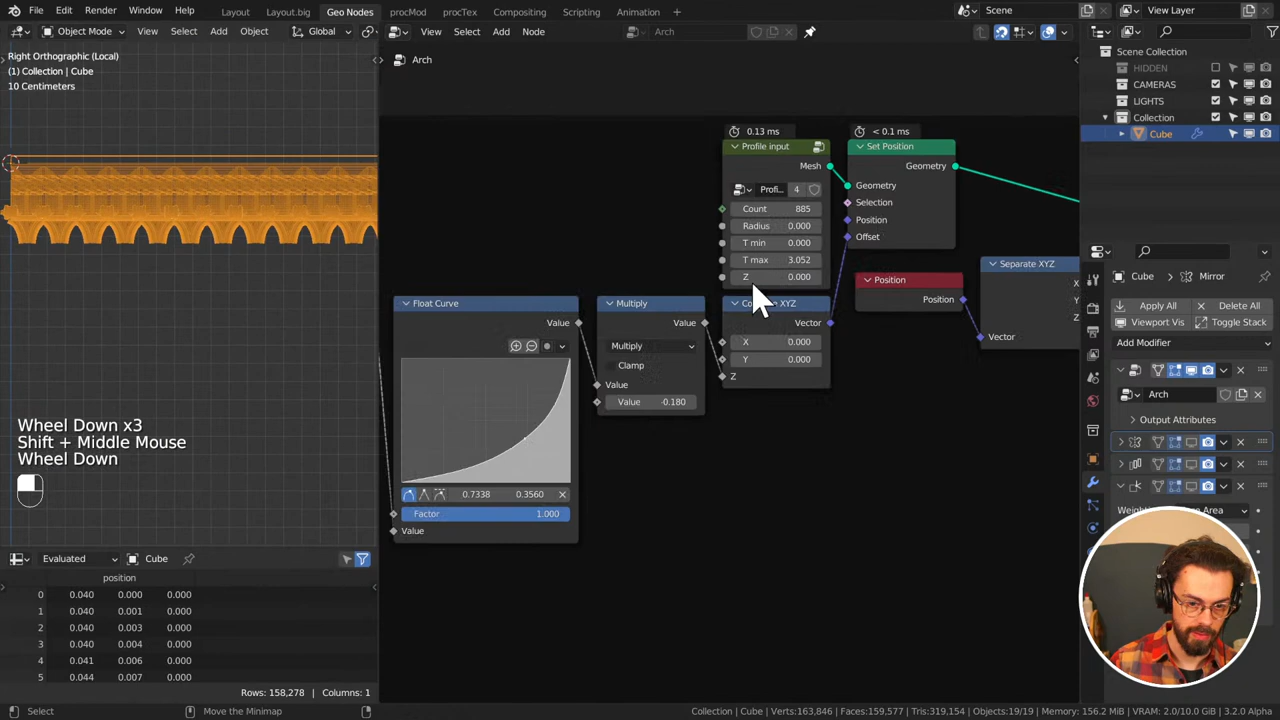 File Edit Render Window Help Layout Layout.big Geo Nodes procMod procTex Compositing Scripting Animation + Scene View Layer
Object Mode View Select Add Object Global
View Select Add Node Arch
Right Orthographic (Local)
(1) Collection | Cube
10 Centimeters
Arch
Scene Collection
HIDDEN
CAMERAS
LIGHTS
Collection
Cube
0.13 ms
< 0.1 ms
Profile input
Mesh
Profi... 4
Count 885
Radius 0.000
T min 0.000
T max 3.052
Z 0.000
Set Position
Geometry
Geometry
Selection
Position
Offset
Position
Position
Separate XYZ
X
Y
Z
Vector
Float Curve
Value
0.7338 0.3560
Factor 1.000
Value
Multiply
Value
Multiply
Clamp
Value
Value -0.180
XYZ
Vector
X 0.000
Y 0.000
Z
Wheel Down x3
Shift + Middle Mouse
Wheel Down
Cube Mirror
Apply All Delete All
Viewport Vis Toggle Stack
Add Modifier
Arch
Output Attributes
Area
Evaluated Cube
position
0 0.040 0.000 0.000
1 0.040 0.001 0.000
2 0.040 0.003 0.000
3 0.040 0.004 0.000
4 0.041 0.006 0.000
5 0.044 0.007 0.000
Rows: 158,278 | Columns: 1
Select Move the Minimap
Collection | Cube | Verts:163,846 | Faces:159,577 | Tris:319,154 | Objects:19/19 | Memory: 156.2 MiB | VRAM: 2.0/10.0 GiB | 3.2.0 Alpha